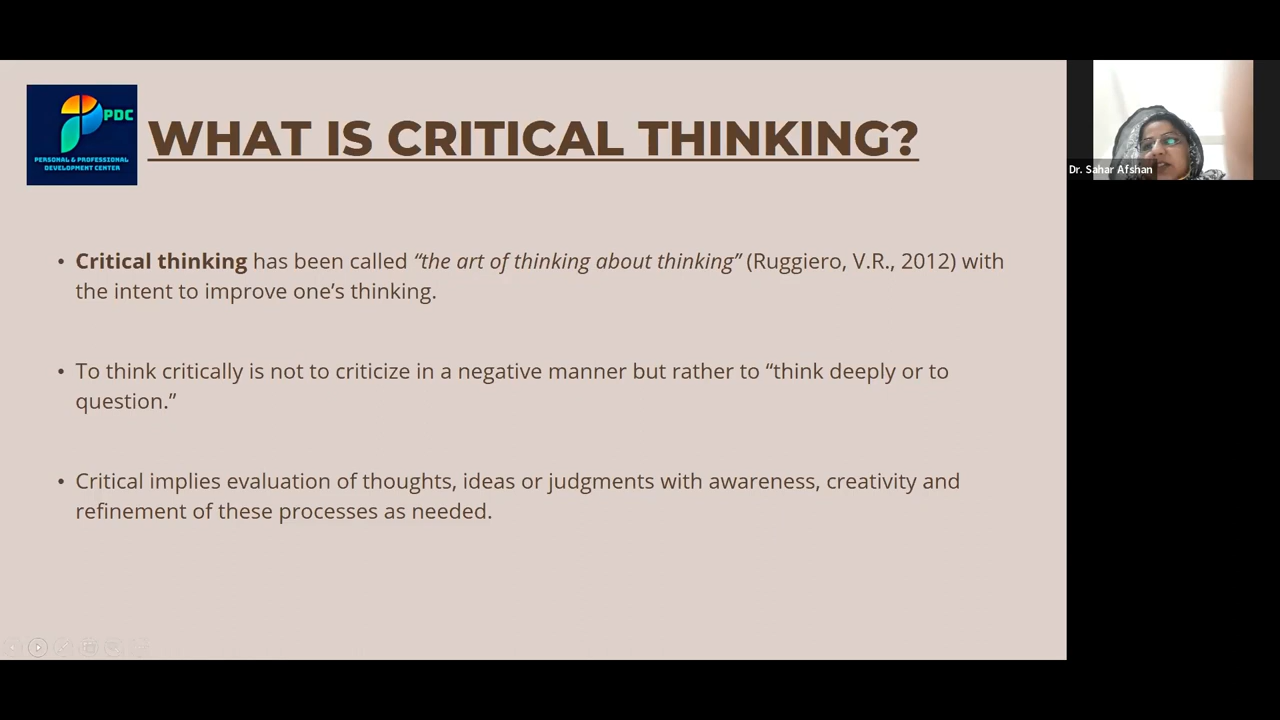 PDC
PERSONAL & PROFESSIONAL
DEVELOPMENT CENTER
WHAT IS CRITICAL THINKING?
Dr. Sahar Afshan
• Critical thinking has been called “the art of thinking about thinking” (Ruggiero, V.R., 2012) with
the intent to improve one’s thinking.
• To think critically is not to criticize in a negative manner but rather to “think deeply or to
question.”
• Critical implies evaluation of thoughts, ideas or judgments with awareness, creativity and
refinement of these processes as needed.